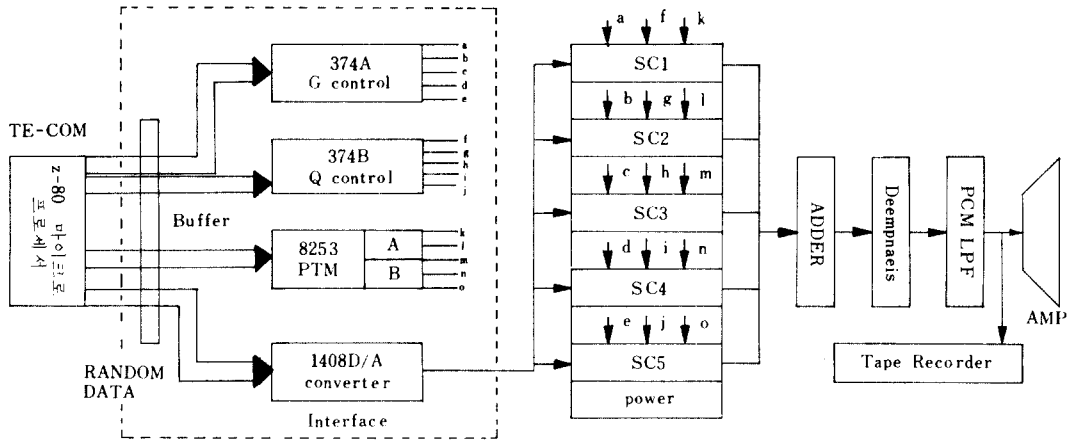 TE-COM
z-80 마이크로
프로세서
Buffer
RANDOM
DATA
374A
G control
a
b
c
d
e
374B
Q control
f
g
h
i
j
8253
PTM
A
B
k
l
m
n
o
1408D/A
converter
Interface
a f k
SC1
b g l
SC2
c h m
SC3
d i n
SC4
e j o
SC5
power
ADDER
Deempnaeis
PCM LPF
AMP
Tape Recorder